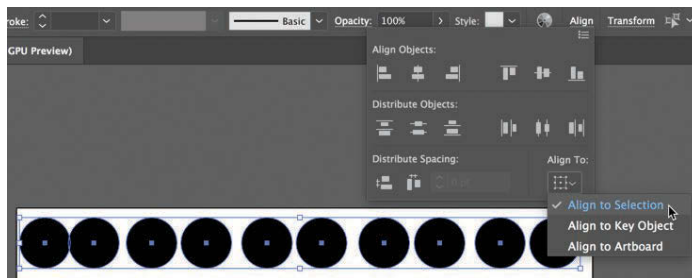 Stroke: Basic Opacity: 100% Style: Align Transform
GPU Preview)
Align Objects:
Distribute Objects:
Distribute Spacing: Align To:
Align to Selection
Align to Key Object
Align to Artboard